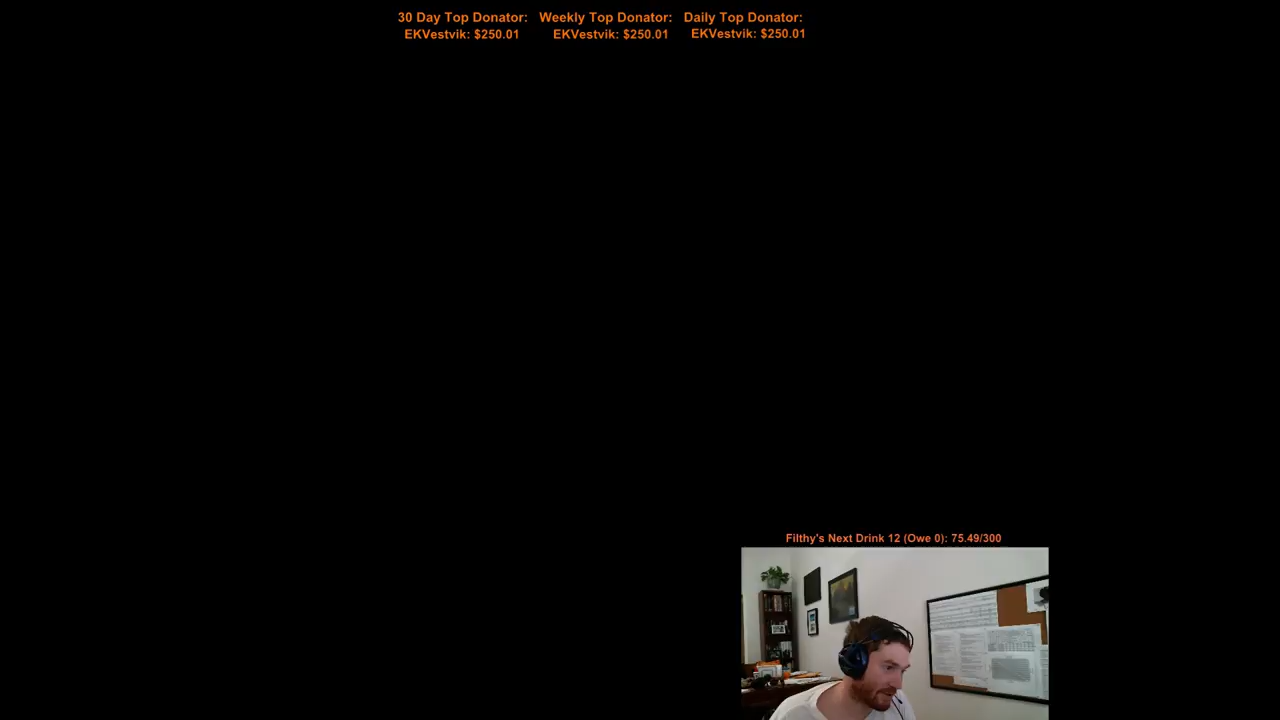 30 Day Top Donator: Weekly Top Donator: Daily Top Donator:
EKVestvik: $250.01 EKVestvik: $250.01 EKVestvik: $250.01
Filthy's Next Drink 12 (Owe 0): 75.49/300